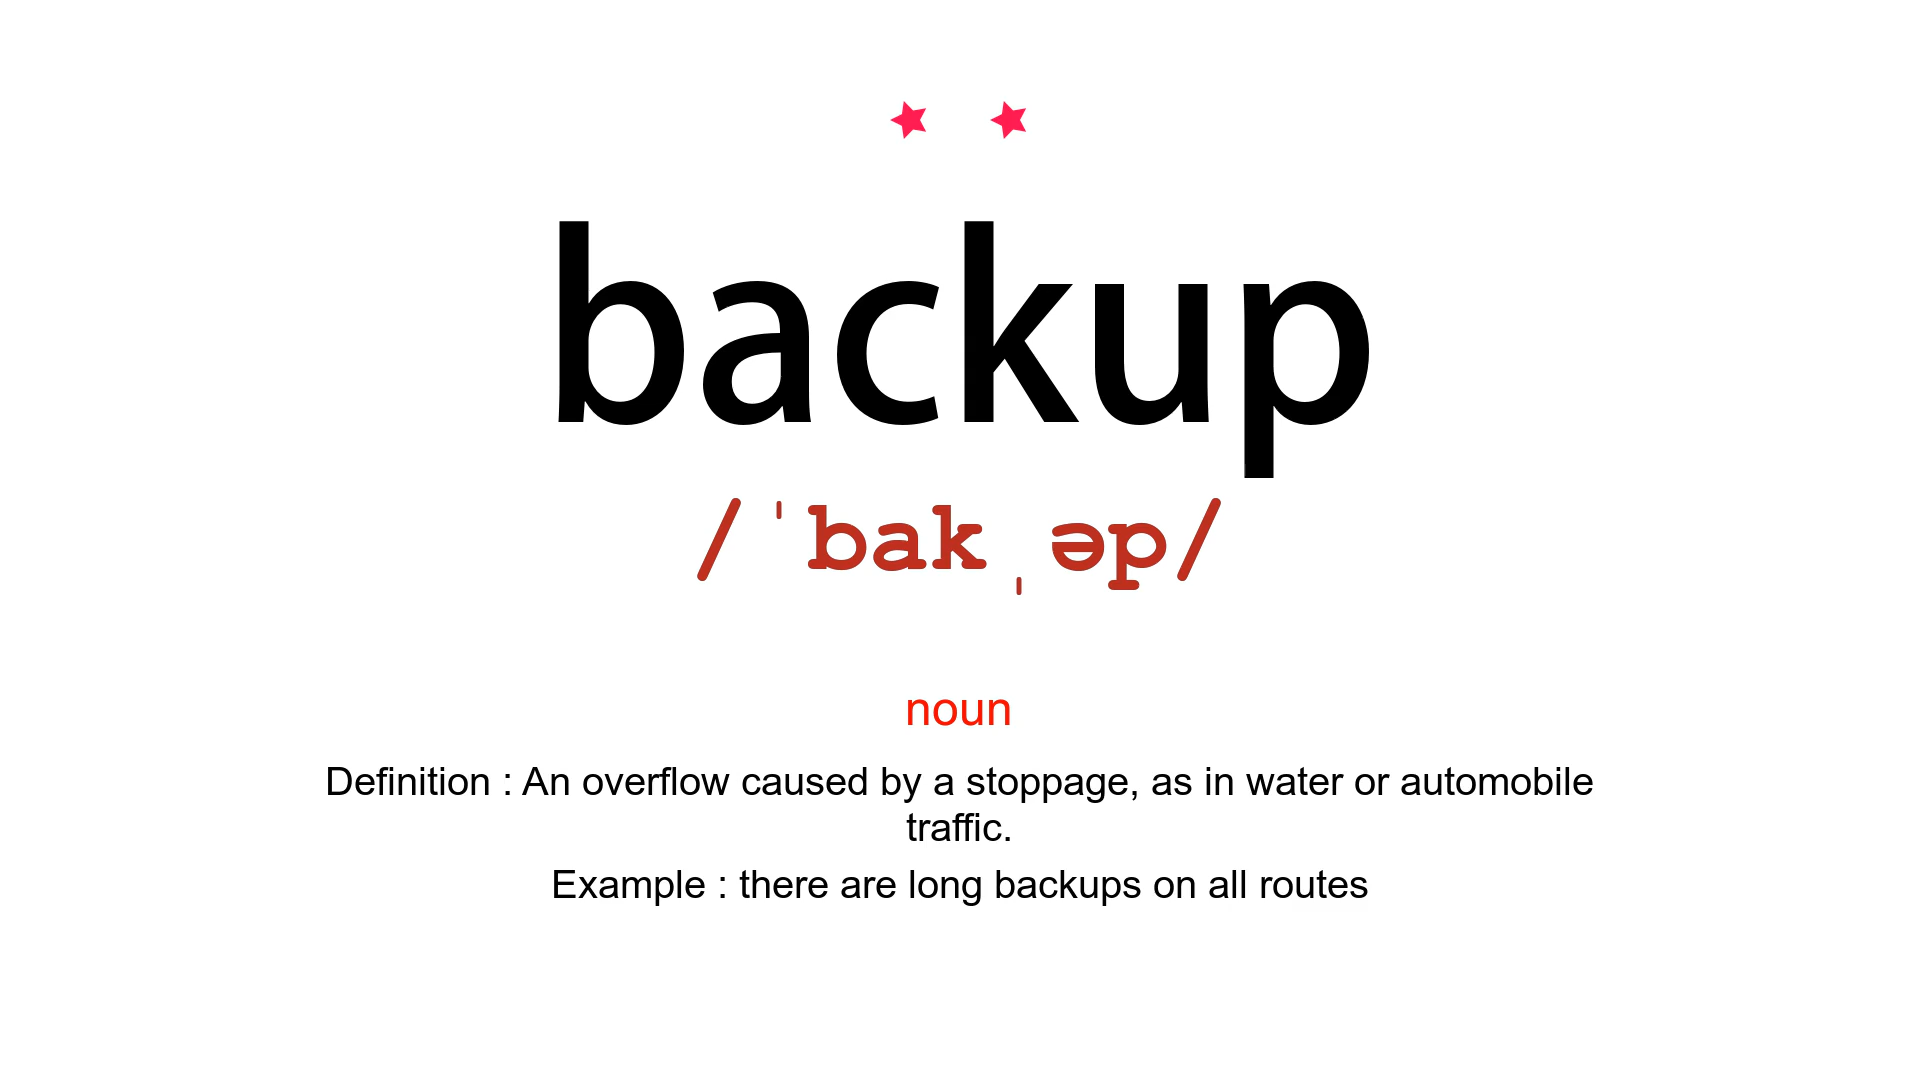 backup
/ˈbakˌəp/
noun
Definition : An overflow caused by a stoppage, as in water or automobile
traffic.
Example : there are long backups on all routes